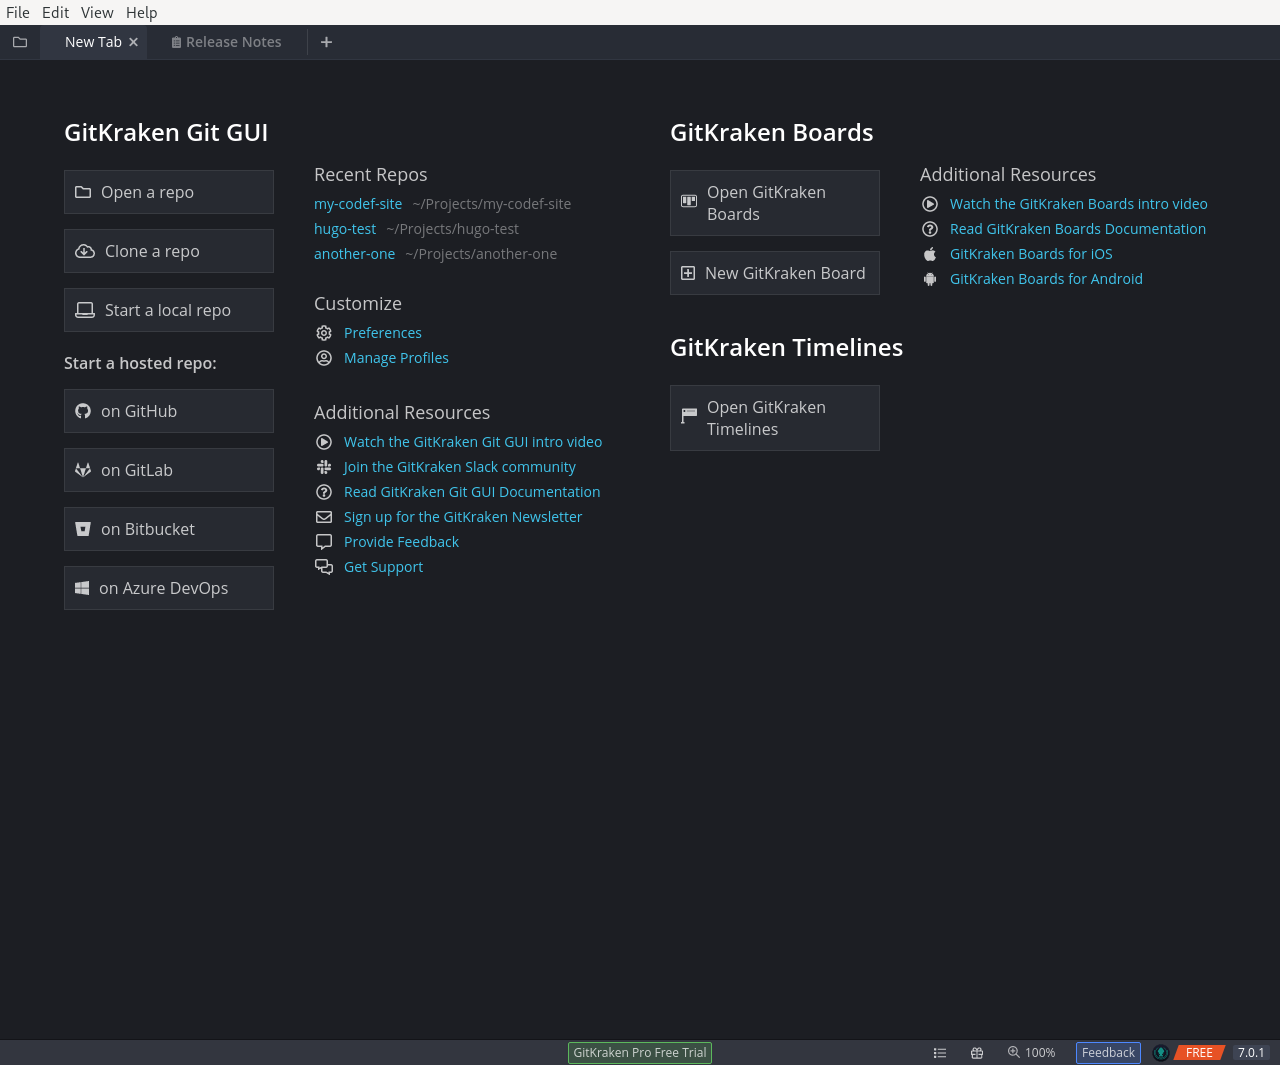 File Edit View Help
New Tab Release Notes
GitKraken Git GUI
Open a repo
Clone a repo
Start a local repo
Start a hosted repo:
on GitHub
on GitLab
on Bitbucket
on Azure DevOps
Recent Repos
my-codef-site ~/Projects/my-codef-site
hugo-test ~/Projects/hugo-test
another-one ~/Projects/another-one
Customize
Preferences
Manage Profiles
Additional Resources
Watch the GitKraken Git GUI intro video
Join the GitKraken Slack community
Read GitKraken Git GUI Documentation
Sign up for the GitKraken Newsletter
Provide Feedback
Get Support
GitKraken Boards
Open GitKraken
Boards
New GitKraken Board
Additional Resources
Watch the GitKraken Boards intro video
Read GitKraken Boards Documentation
GitKraken Boards for iOS
GitKraken Boards for Android
GitKraken Timelines
Open GitKraken
Timelines
GitKraken Pro Free Trial 100% Feedback FREE 7.0.1